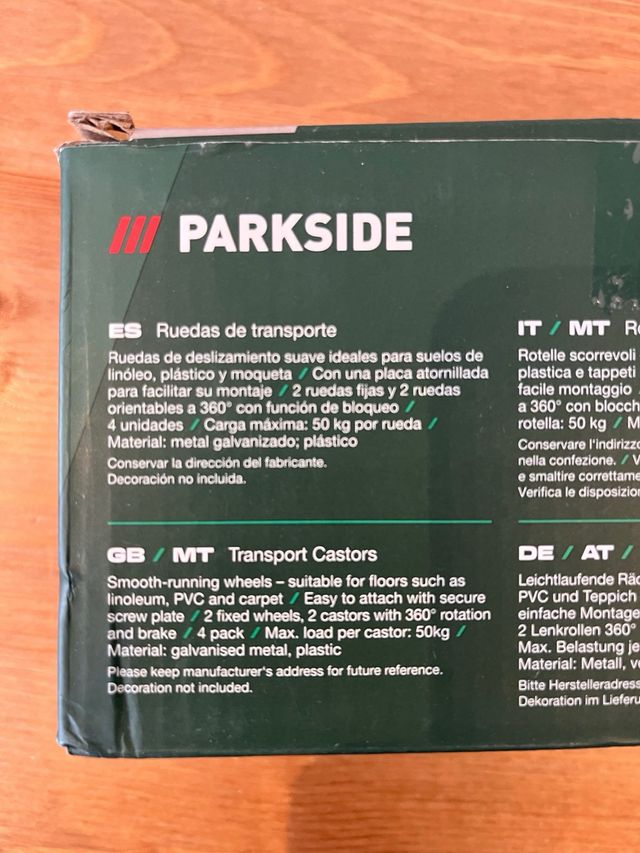 PARKSIDE
ES Ruedas de transporte
Ruedas de deslizamiento suave ideales para suelos de
linóleo, plástico y moqueta / Con una placa atornillada
para facilitar su montaje / 2 ruedas fijas y 2 ruedas
orientables a 360° con función de bloqueo /
4 unidades / Carga máxima: 50 kg por rueda /
Material: metal galvanizado; plástico
Conservar la dirección del fabricante.
Decoración no incluida.
GB / MT Transport Castors
Smooth-running wheels – suitable for floors such as
linoleum, PVC and carpet / Easy to attach with secure
screw plate / 2 fixed wheels, 2 castors with 360° rotation
and brake / 4 pack / Max. load per castor: 50kg /
Material: galvanised metal, plastic
Please keep manufacturer's address for future reference.
Decoration not included.
IT / MT
Rotelle scorrevoli
plastica e tappeti
facile montaggio
a 360° con
rotella: 50 kg /
Conservare
nella confezione. /
e smaltire
Verifica le
DE / AT /
Leichtlaufende
PVC und Teppich
einfache Montage
2 Lenkrollen 360°
Max. Belastung
Material: Metall,
Bitte
Dekoration im